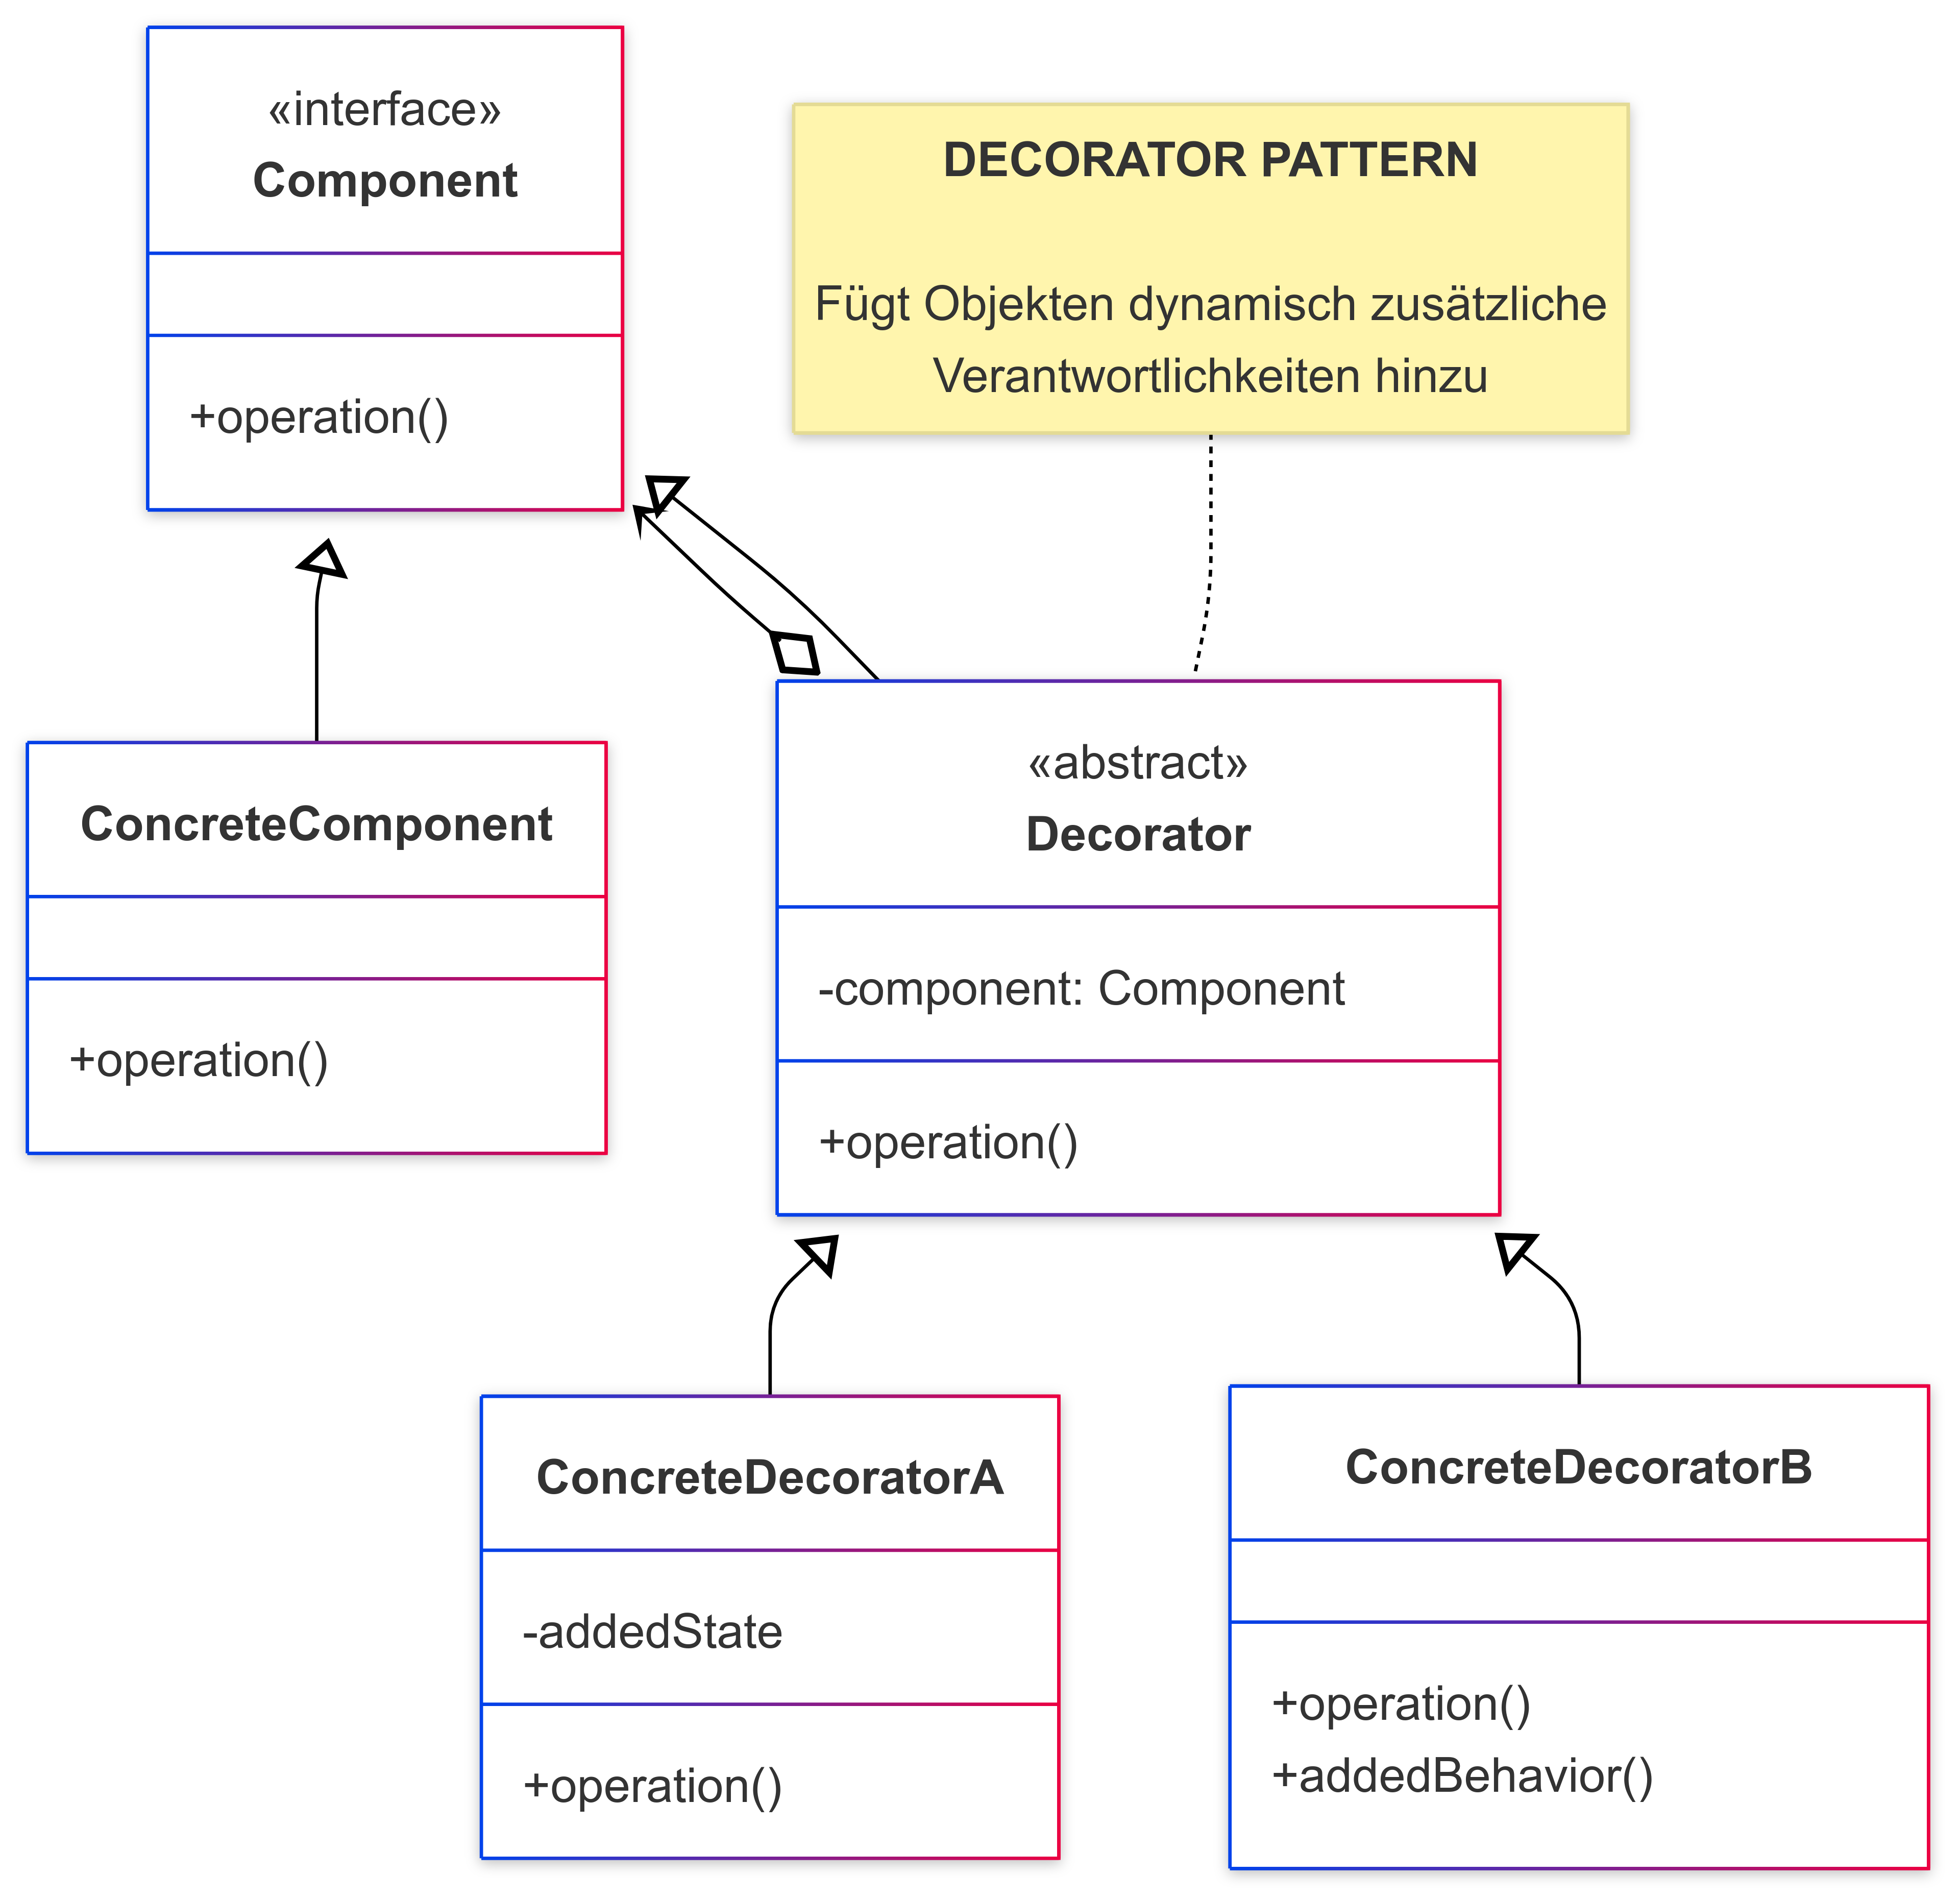 «interface»
Component
+operation()
DECORATOR PATTERN
Fügt Objekten dynamisch zusätzliche
Verantwortlichkeiten hinzu
ConcreteComponent
+operation()
«abstract»
Decorator
-component: Component
+operation()
ConcreteDecoratorA
-addedState
+operation()
ConcreteDecoratorB
+operation()
+addedBehavior()